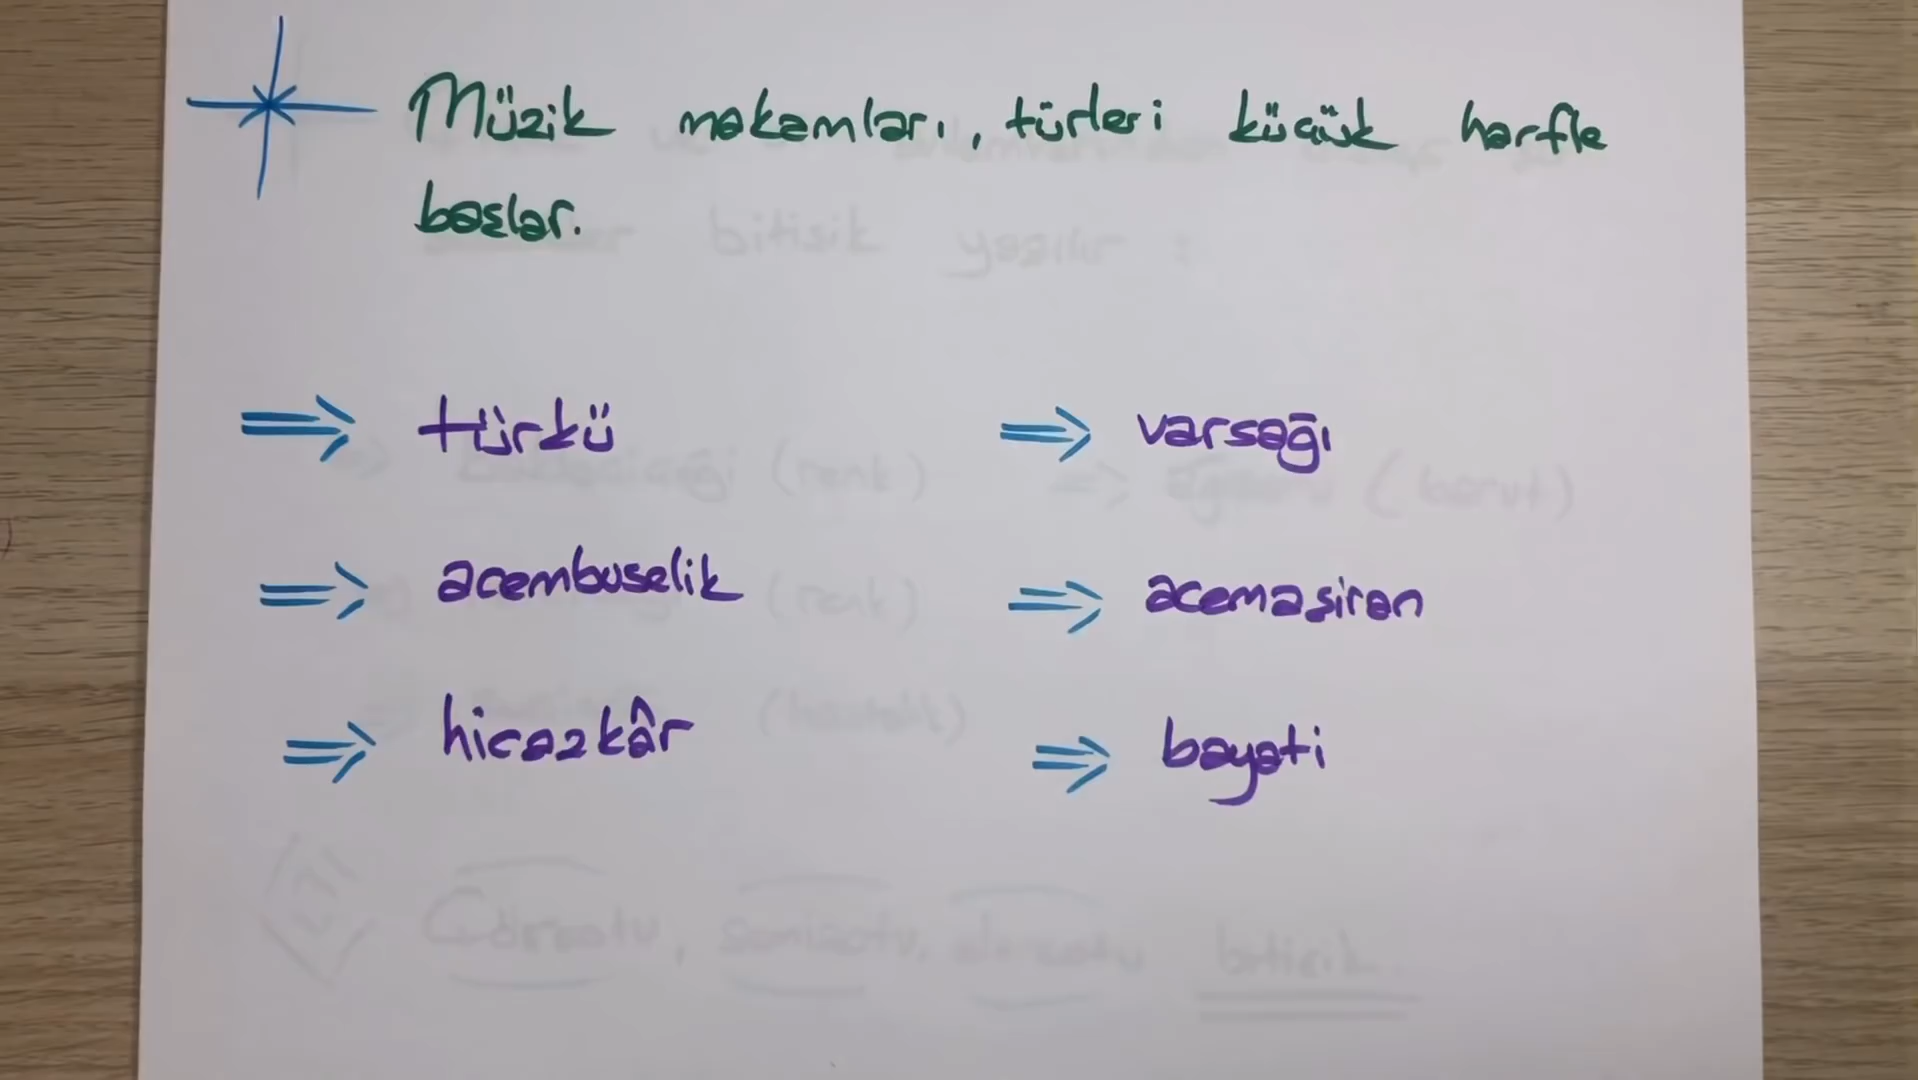 Müzik makamları, türleri küçük harfle
başlar.
⇒ türkü ⇒ varsağı
⇒ acembuselik ⇒ acemaşiran
⇒ hicazkâr ⇒ bayati